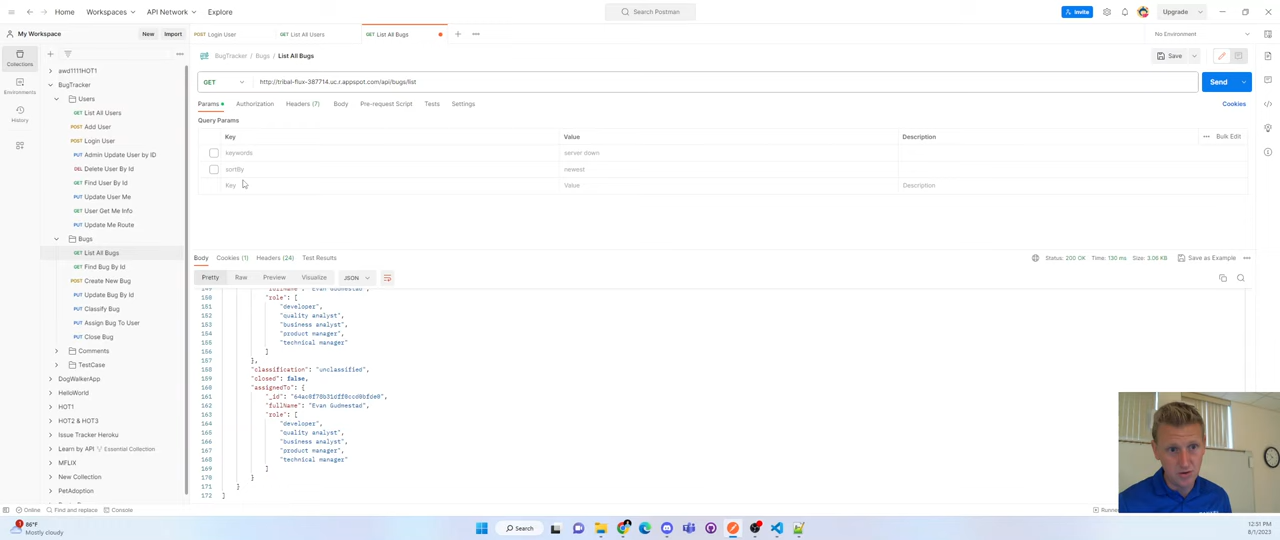 Home Workspaces API Network Explore Search Postman Invite Upgrade
My Workspace New Import POST Login User GET List All Users GET List All Bugs No Environment
Collections
Environments
History
awd1111HOT1
BugTracker
Users
GET List All Users
POST Add User
POST Login User
PUT Admin Update User by ID
DEL Delete User By Id
GET Find User By Id
PUT Update User Me
GET User Get Me Info
PUT Update Me Route
Bugs
GET List All Bugs
GET Find Bug By Id
POST Create New Bug
PUT Update Bug By Id
PUT Classify Bug
PUT Assign Bug To User
PUT Close Bug
Comments
TestCase
DogWalkerApp
HelloWorld
HOT1
HOT2 & HOT3
Issue Tracker Heroku
Learn by API Essential Collection
MFLIX
New Collection
PetAdoption
BugTracker / Bugs / List All Bugs Save
GET http://tribal-flux-387714.uc.r.appspot.com/api/bugs/list Send
Params Authorization Headers (7) Body Pre-request Script Tests Settings Cookies
Query Params
Key Value Description Bulk Edit
keywords server down
sortBy newest
Key Value Description
Body Cookies (1) Headers (24) Test Results Status: 200 OK Time: 130 ms Size: 3.06 KB Save as Example
Pretty Raw Preview Visualize JSON
149 "fullName": "Evan Gudmestad",
150 "role": [
151 "developer",
152 "quality analyst",
153 "business analyst",
154 "product manager",
155 "technical manager"
156 ]
157 },
158 "classification": "unclassified",
159 "closed": false,
160 "assignedTo": {
161
162 "fullName": "Evan Gudmestad",
163 "role": [
164 "developer",
165 "quality analyst",
166 "business analyst",
167 "product manager",
168 "technical manager"
169 ]
170 }
171 }
172 ]
Online Find and replace Console
1 86°F
Mostly cloudy
Search
12:51 PM
8/1/2023